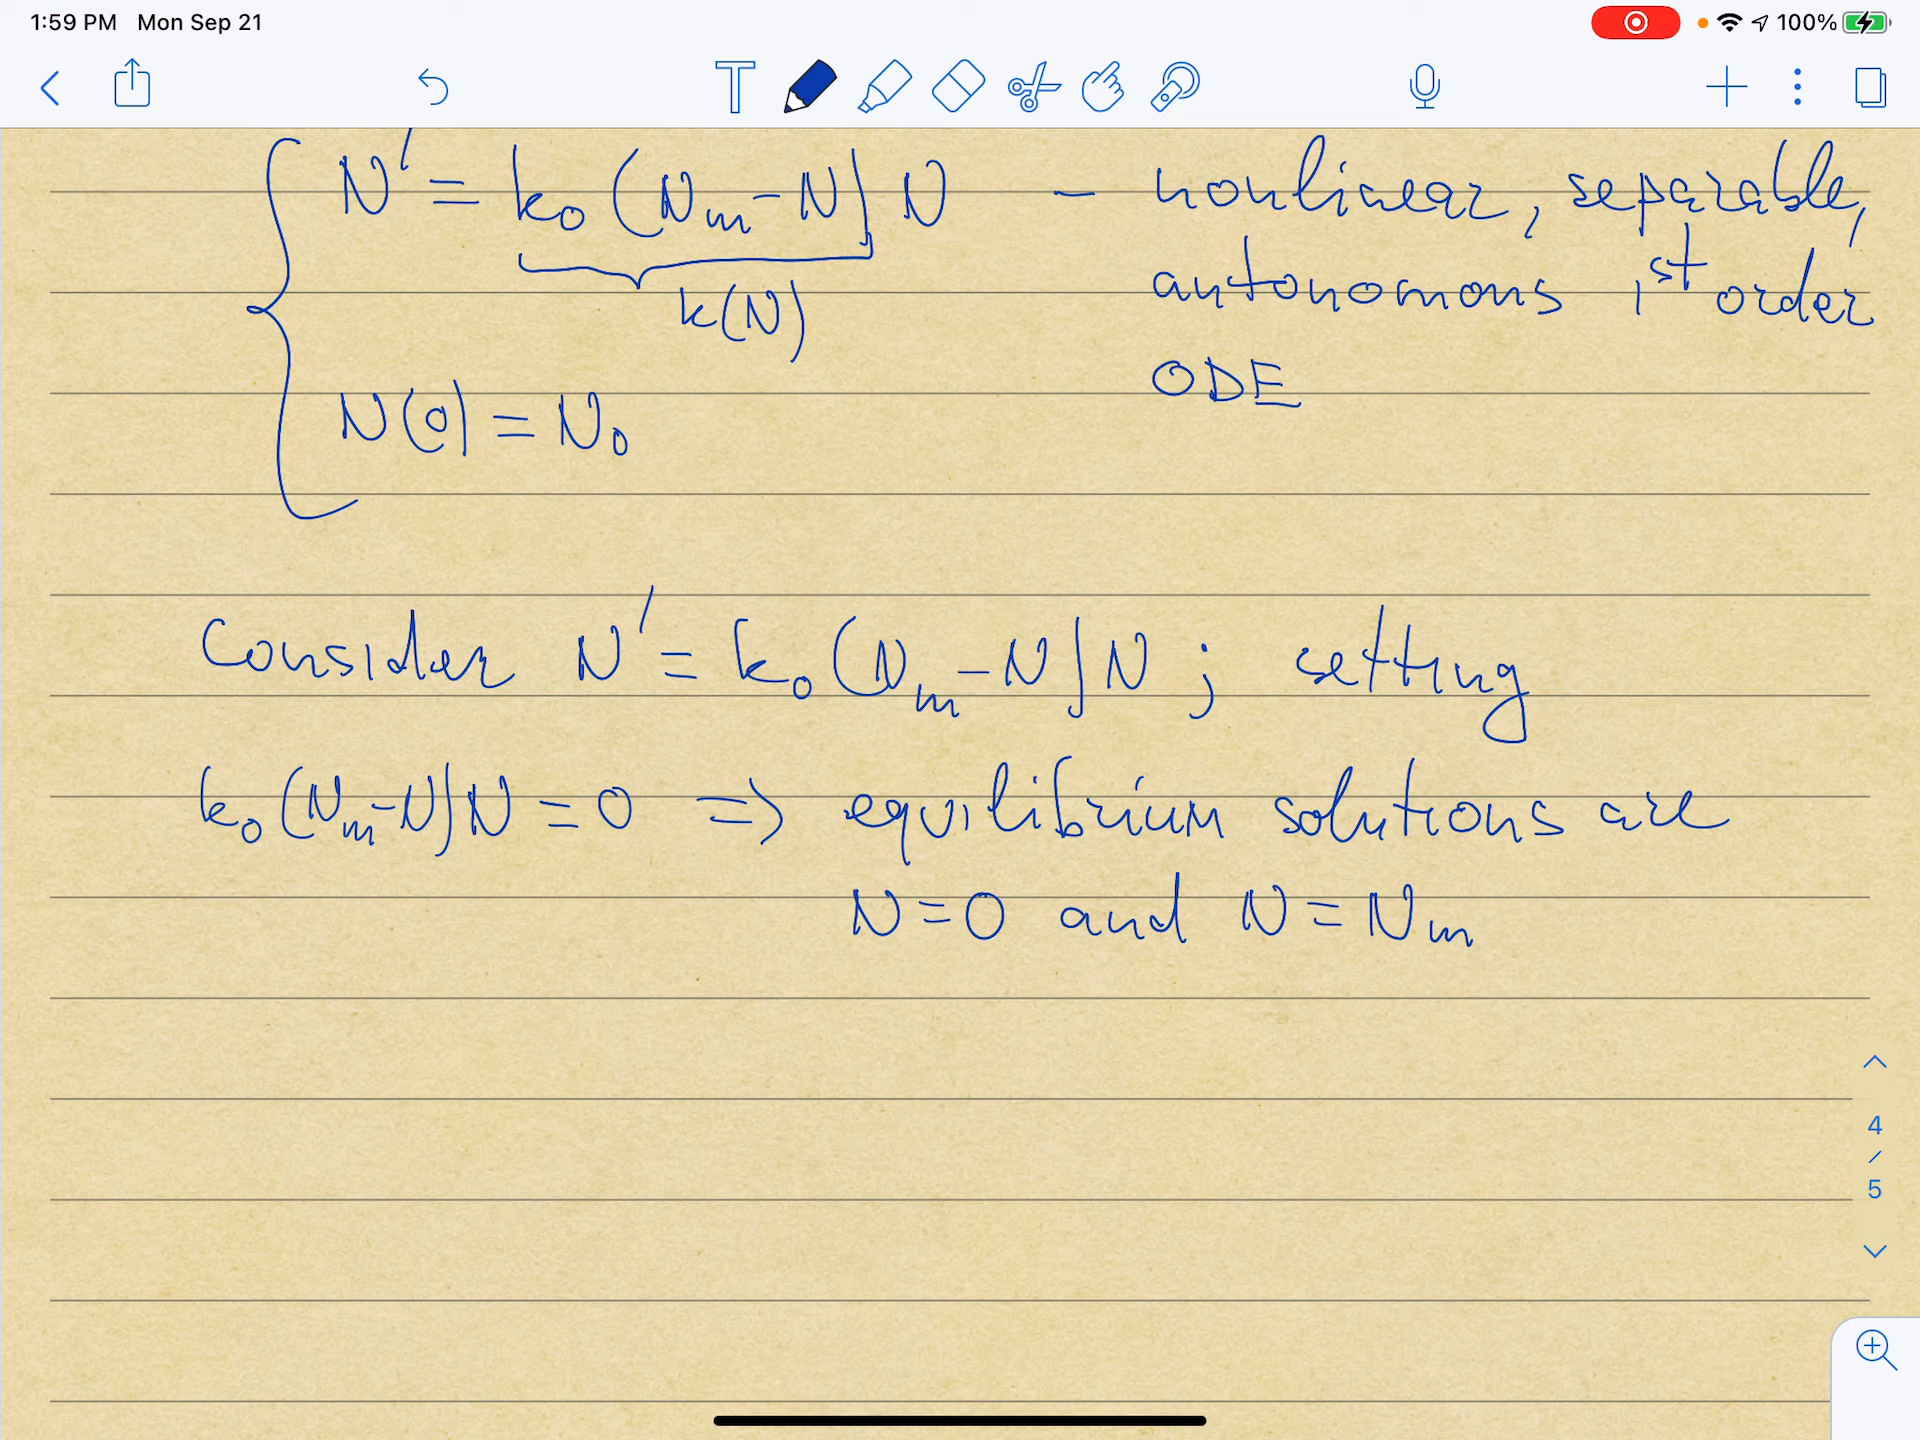 1:59 PM Mon Sep 21
100%
T
N' = k₀ (Nₘ - N) N - nonlinear, separable,
k(N)
autonomous 1st order
ODE
N(0) = N₀
Consider N' = k₀ (Nₘ - N) N ; setting
k₀ (Nₘ - N) N = 0 => equilibrium solutions are
N = 0 and N = Nₘ
4
/
5